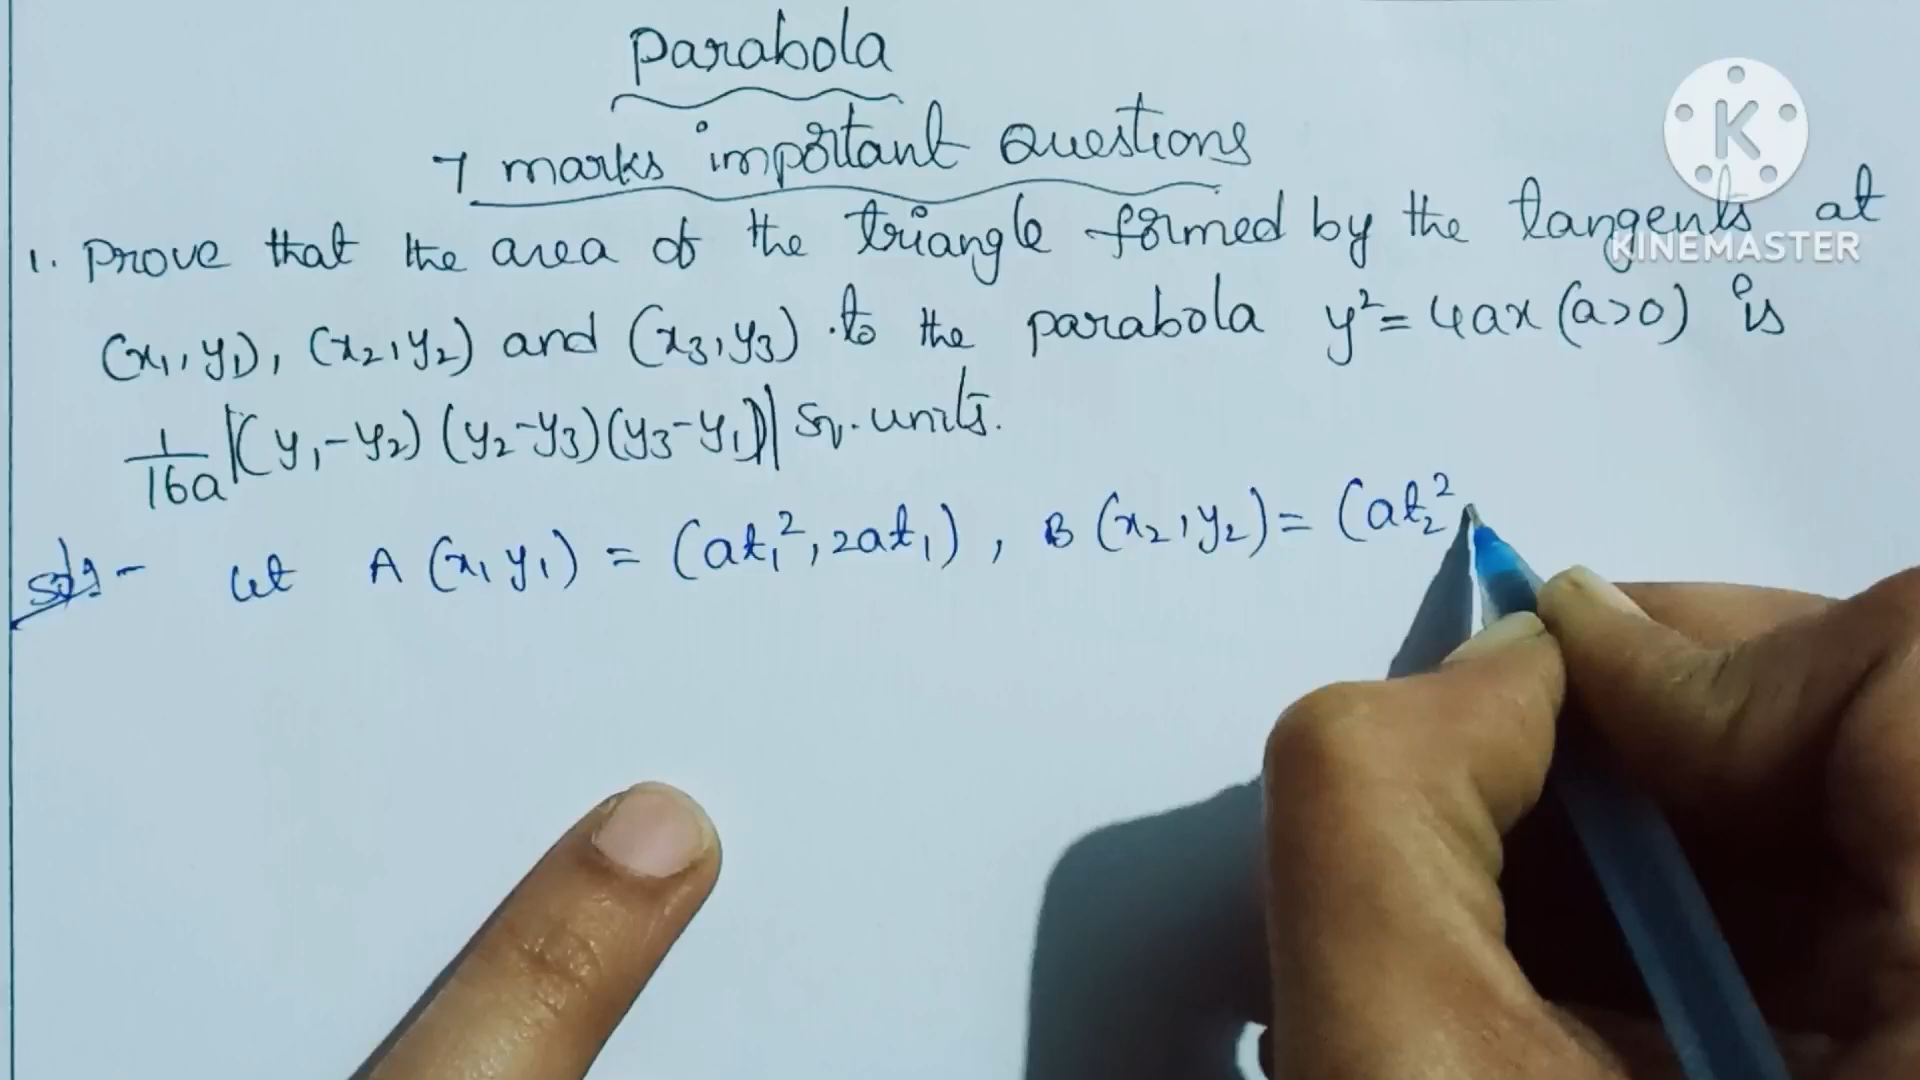 Parabola
7 marks important Questions
1. Prove that the area of the triangle formed by the tangents at
(x₁, y₁), (x₂, y₂) and (x₃, y₃) to the parabola y² = 4ax (a>0) is
1/16a |(y₁-y₂) (y₂-y₃) (y₃-y₁)| Sq. units.
Sol:- let A (x₁ y₁) = (at₁², 2at₁) , B (x₂, y₂) = (at₂²
K
KINEMASTER